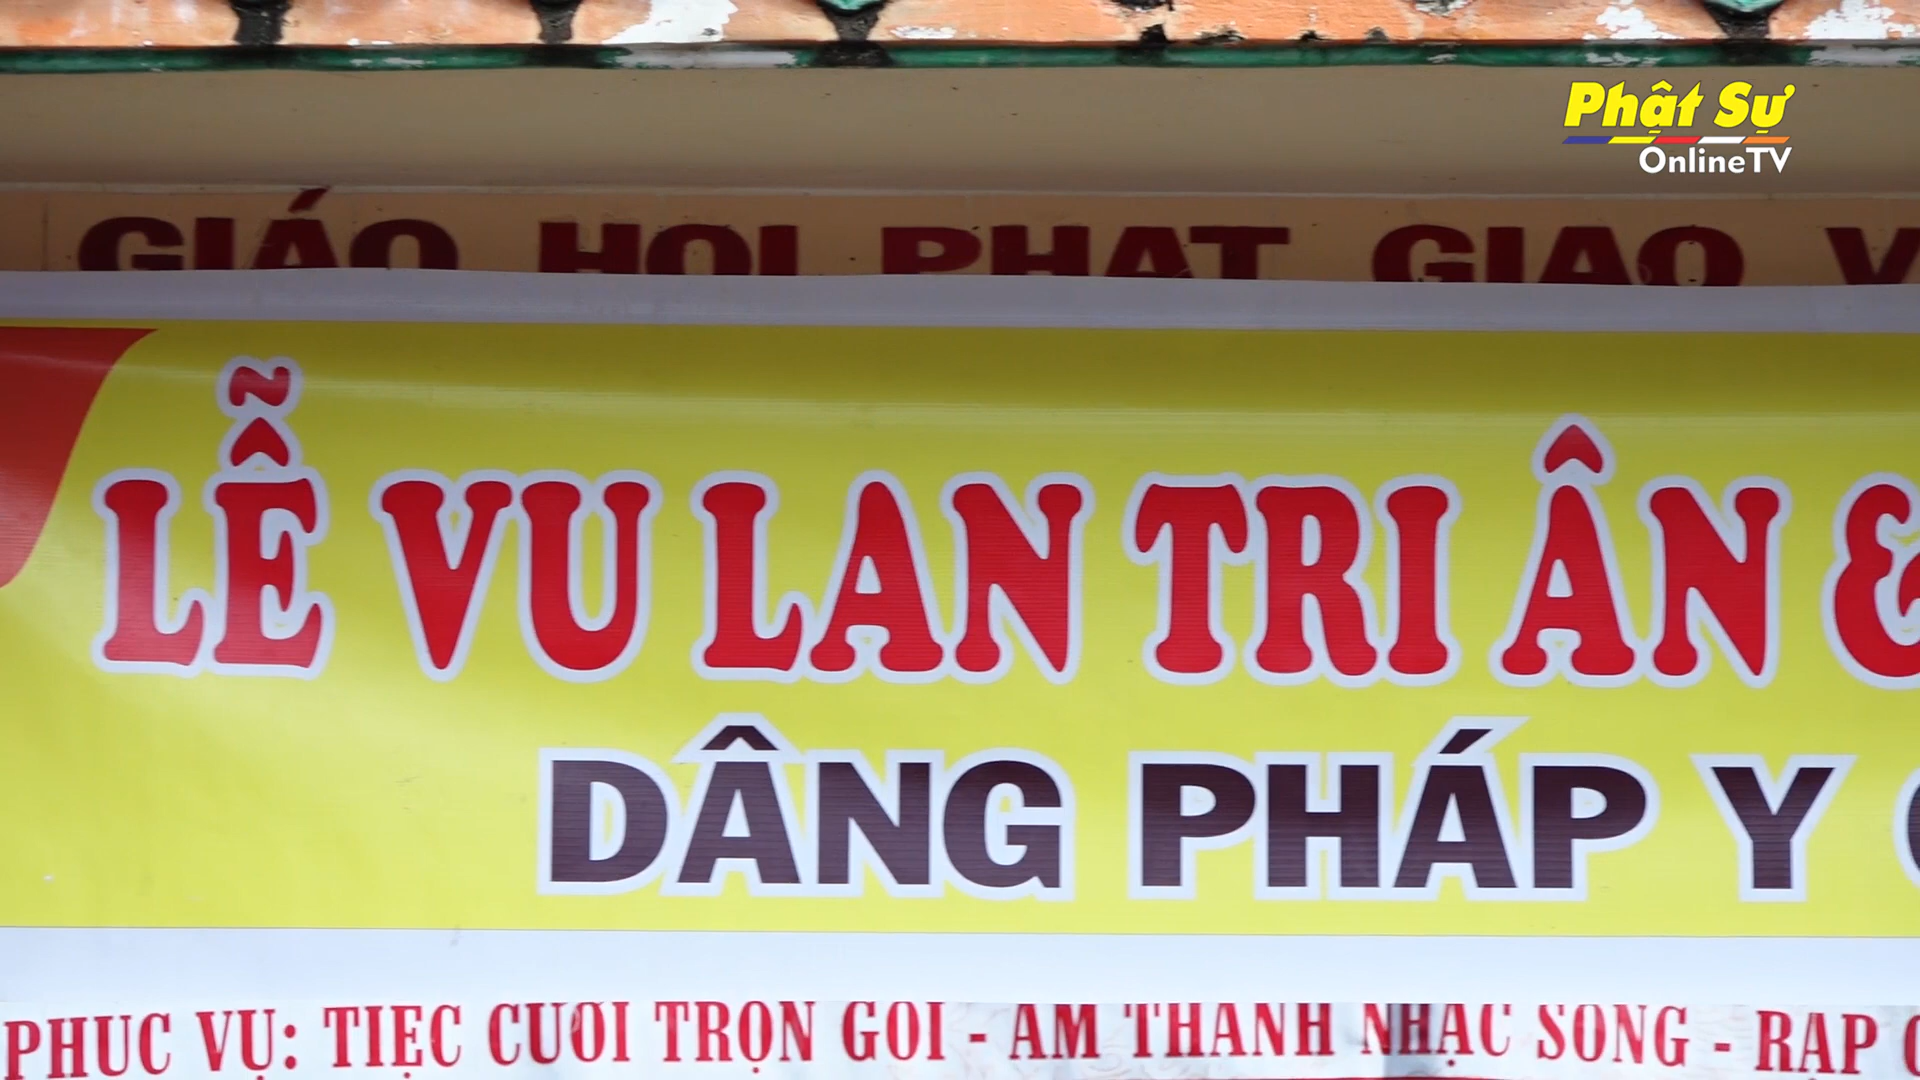 Phật Sự
OnlineTV
GIÁO HỘI PHẬT GIÁO
LỄ VU LAN TRI ÂN &
DÂNG PHÁP Y
PHỤC VỤ: TIỆC CƯỚI TRỌN GÓI - ÂM THANH NHẠC SỐNG - RẠP